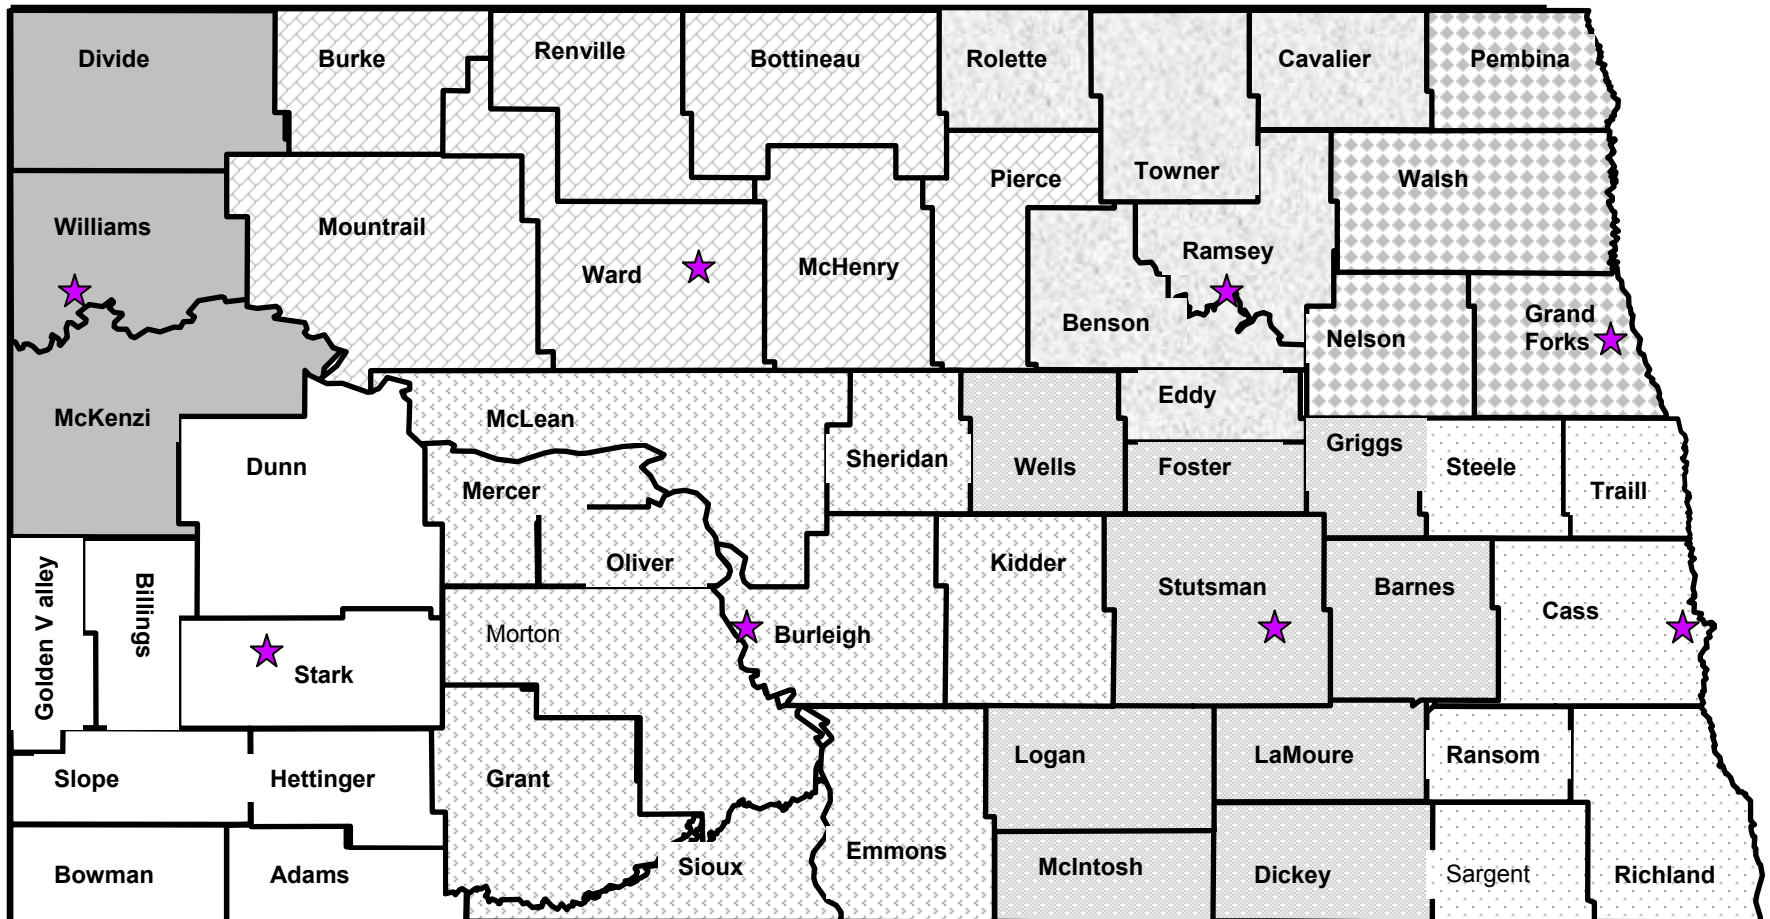 Divide
Burke
Renville
Bottineau
Rolette
Cavalier
Pembina
Towner
Walsh
Pierce
Williams
Mountrail
Ward
McHenry
Ramsey
Benson
Nelson
Grand
Forks
McKenzi
McLean
Eddy
Dunn
Sheridan
Wells
Foster
Griggs
Steele
Traill
Mercer
Oliver
Kidder
Stutsman
Barnes
Cass
Golden V alley
Billings
Stark
Morton
Burleigh
Slope
Hettinger
Grant
Logan
LaMoure
Ransom
Bowman
Adams
Sioux
Emmons
McIntosh
Dickey
Sargent
Richland